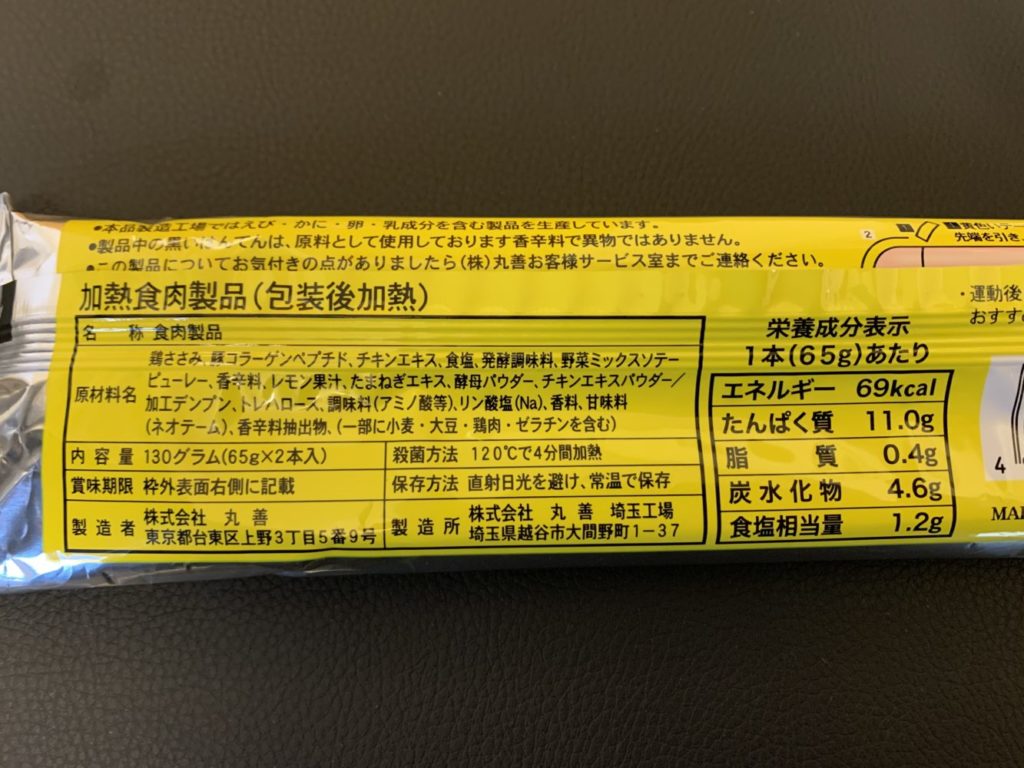 •本品製造工場ではえび・かに・卵・乳成分を含む製品を生産しています。
•製品中の黒いはんてんは、原料として使用しております香辛料で異物ではありません。
•この製品についてお気付きの点がありましたら(株)丸善お客様サービス室までご連絡ください。
2
先端を引き
・運動後
おすすめ
加熱食肉製品(包装後加熱)
名 称 食肉製品
原材料名
鶏ささみ、豚コラーゲンペプチド、チキンエキス、食塩、発酵調味料、野菜ミックスソテー
ピューレー、香辛料、レモン果汁、たまねぎエキス、酵母パウダー、チキンエキスパウダー/
加工デンプン、トレハロース、調味料(アミノ酸等)、リン酸塩(Na)、香料、甘味料
(ネオテーム)、香辛料抽出物、(一部に小麦・大豆・鶏肉・ゼラチンを含む)
内容量 130グラム(65g×2本入)
殺菌方法 120℃で4分間加熱
賞味期限 枠外表面右側に記載
保存方法 直射日光を避け、常温で保存
製造者 株式会社 丸善
東京都台東区上野3丁目5番9号
製造所 株式会社 丸善 埼玉工場
埼玉県越谷市大間野町1-37
栄養成分表示
1本(65g)あたり
エネルギー 69kcal
たんぱく質 11.0g
脂質 0.4g
炭水化物 4.6g
食塩相当量 1.2g
4